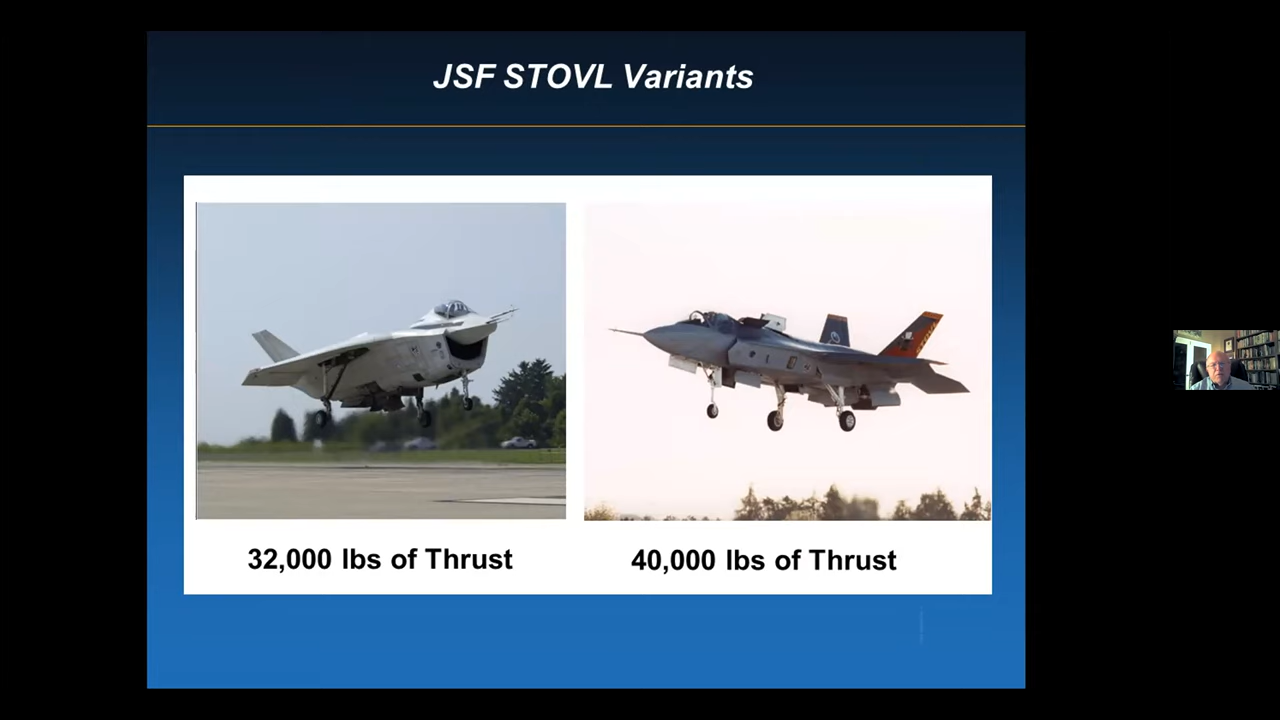 JSF STOVL Variants
32,000 lbs of Thrust
40,000 lbs of Thrust